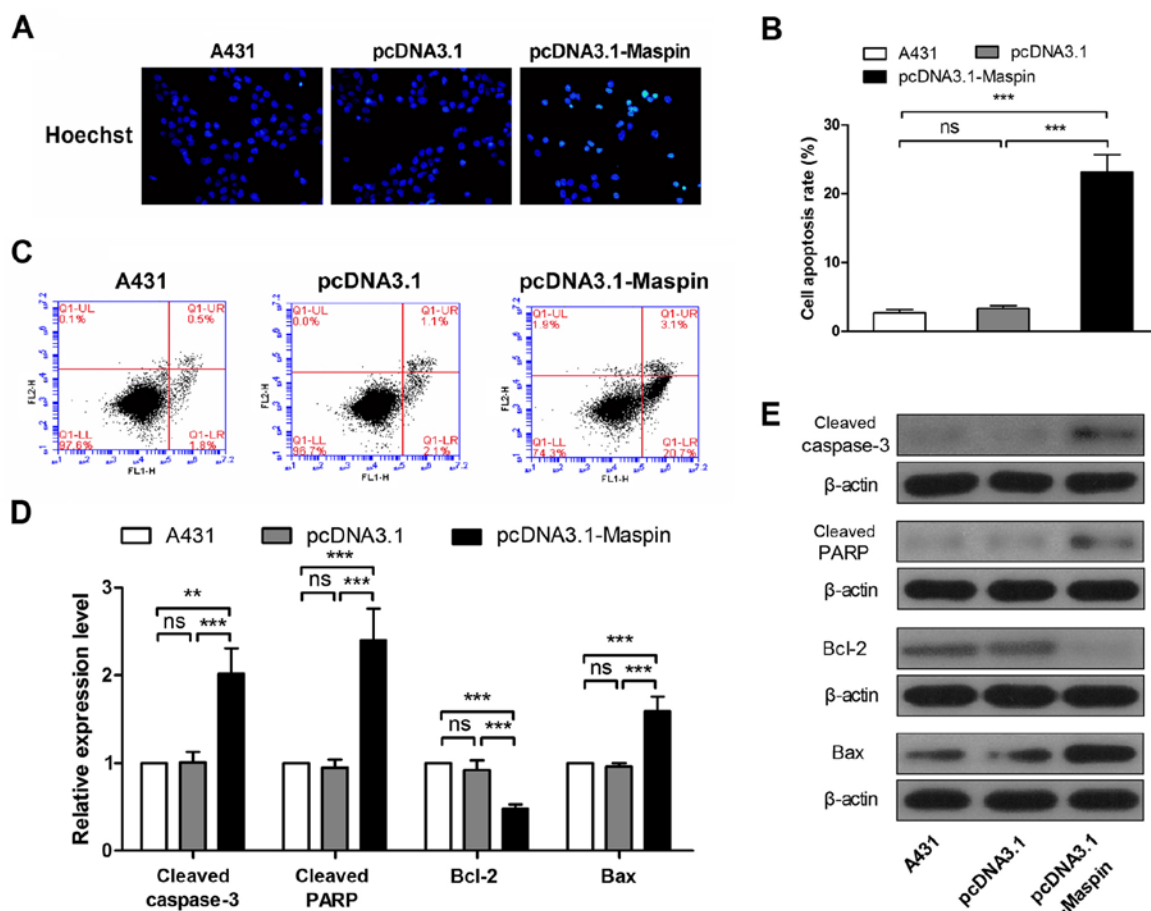 A
A431
pcDNA3.1
pcDNA3.1-Maspin
Hoechst
B
A431
pcDNA3.1
pcDNA3.1-Maspin
***
ns
***
Cell apoptosis rate (%)
30
20
10
0
C
A431
pcDNA3.1
pcDNA3.1-Maspin
Q1-UL
0.1%
Q1-UR
0.5%
Q1-LL
97.6%
Q1-LR
1.8%
FL2-H
FL1-H
Q1-UL
0.0%
Q1-UR
1.1%
Q1-LL
96.7%
Q1-LR
2.1%
FL2-H
FL1-H
Q1-UL
1.9%
Q1-UR
3.1%
Q1-LL
74.3%
Q1-LR
20.7%
FL2-H
FL1-H
D
A431
pcDNA3.1
pcDNA3.1-Maspin
Relative expression level
3
2
1
0
**
ns
***
***
ns
***
***
ns
***
***
ns
***
Cleaved
caspase-3
Cleaved
PARP
Bcl-2
Bax
E
Cleaved
caspase-3
β-actin
Cleaved
PARP
β-actin
Bcl-2
β-actin
Bax
β-actin
A431
pcDNA3.1
pcDNA3.1
-Maspin